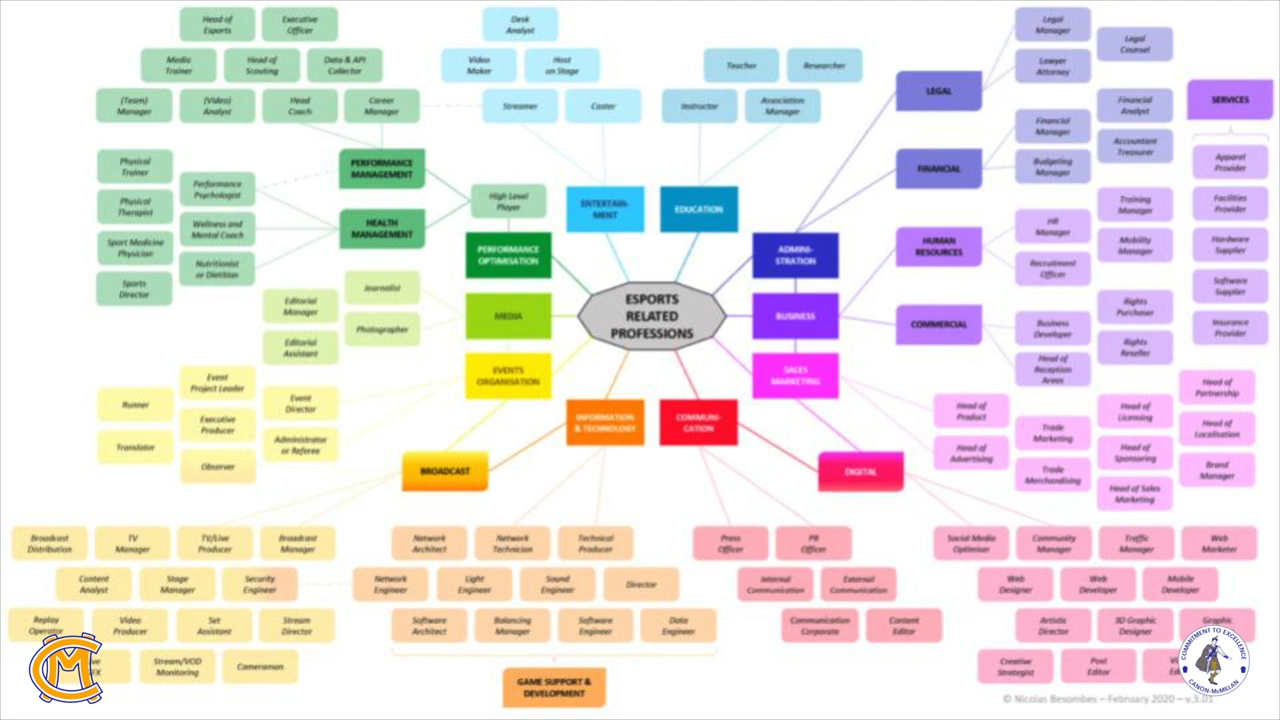 Head of
Esports
Executive
Officer
Media
Trainer
Head of
Scouting
Data & API
Collector
(Team)
Manager
(Video)
Analyst
Head
Coach
Career
Manager
Desk
Analyst
Video
Maker
Host
on Stage
Streamer
Caster
Teacher
Researcher
Instructor
Association
Manager
Legal
Manager
Legal
Counsel
Lawyer
Attorney
LEGAL
Financial
Analyst
Financial
Manager
Accountant
Treasurer
Budgeting
Manager
FINANCIAL
SERVICES
Apparel
Provider
Facilities
Provider
Hardware
Supplier
Software
Supplier
Insurance
Provider
Physical
Trainer
Physical
Therapist
Sport Medicine
Physician
Sports
Director
Performance
Psychologist
Wellness and
Mental Coach
Nutritionist
or Dietition
PERFORMANCE
MANAGEMENT
HEALTH
MANAGEMENT
High Level
Player
PERFORMANCE
OPTIMISATION
ENTERTAIN-
MENT
EDUCATION
ADMINI-
STRATION
HUMAN
RESOURCES
HR
Manager
Training
Manager
Mobility
Manager
Recruitment
Officer
MEDIA
ESPORTS
RELATED
PROFESSIONS
BUSINESS
COMMERCIAL
Rights
Purchaser
Business
Developer
Rights
Reseller
Head of
Reception
Areas
Journalist
Editorial
Manager
Photographer
Editorial
Assistant
EVENTS
ORGANISATION
SALES
MARKETING
Event
Project Leader
Runner
Event
Director
Executive
Producer
Translator
Administrator
or Referee
Observer
BROADCAST
INFORMATION
& TECHNOLOGY
COMMUNI-
CATION
DIGITAL
Head of
Product
Head of
Advertising
Trade
Marketing
Trade
Merchandising
Head of
Licensing
Head of
Sponsoring
Head of Sales
Marketing
Head of
Partnership
Head of
Localisation
Brand
Manager
Broadcast
Distribution
TV
Manager
TV/Live
Producer
Broadcast
Manager
Content
Analyst
Stage
Manager
Security
Engineer
Replay
Operator
Video
Producer
Set
Assistant
Stream
Director
Stream/VOD
Monitoring
Cameraman
Network
Architect
Network
Technician
Technical
Producer
Network
Engineer
Light
Engineer
Sound
Engineer
Director
Software
Architect
Balancing
Manager
Software
Engineer
Data
Engineer
GAME SUPPORT &
DEVELOPMENT
Press
Officer
PR
Officer
Internal
Communication
External
Communication
Communication
Corporate
Content
Editor
Social Media
Optimiser
Community
Manager
Traffic
Manager
Web
Marketer
Web
Designer
Web
Developer
Mobile
Developer
Artistic
Director
3D Graphic
Designer
Graphic
Creative
Strategist
Post
Editor
CM
COMMITMENT TO EXCELLENCE
CANON-McMILLAN
© Nicolas Besombes – February 2020 – v.3.01